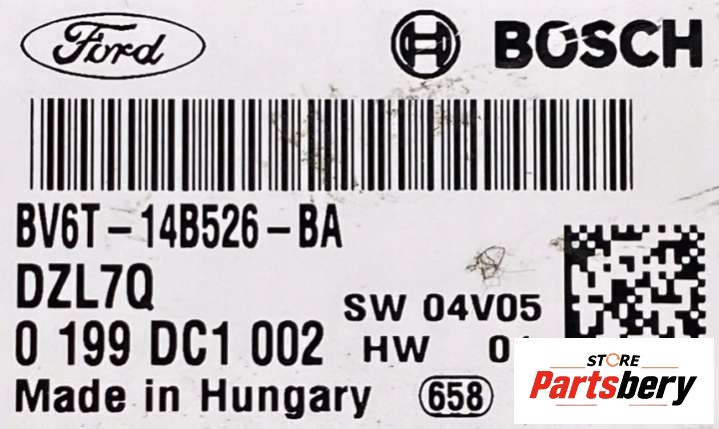 Ford BOSCH
BV6T-14B526-BA
DZL7Q
SW 04V05
0 199 DC1 002 HW
Made in Hungary 658
STORE
Partsbery